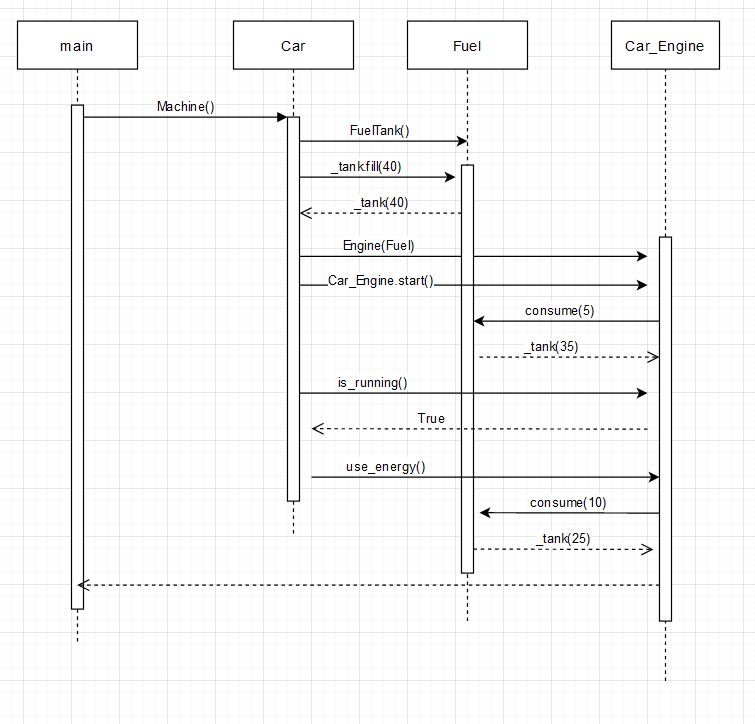 main
Car
Fuel
Car_Engine
Machine()
FuelTank()
_tank.fill(40)
_tank(40)
Engine(Fuel)
Car_Engine.start()
consume(5)
_tank(35)
is_running()
True
use_energy()
consume(10)
_tank(25)